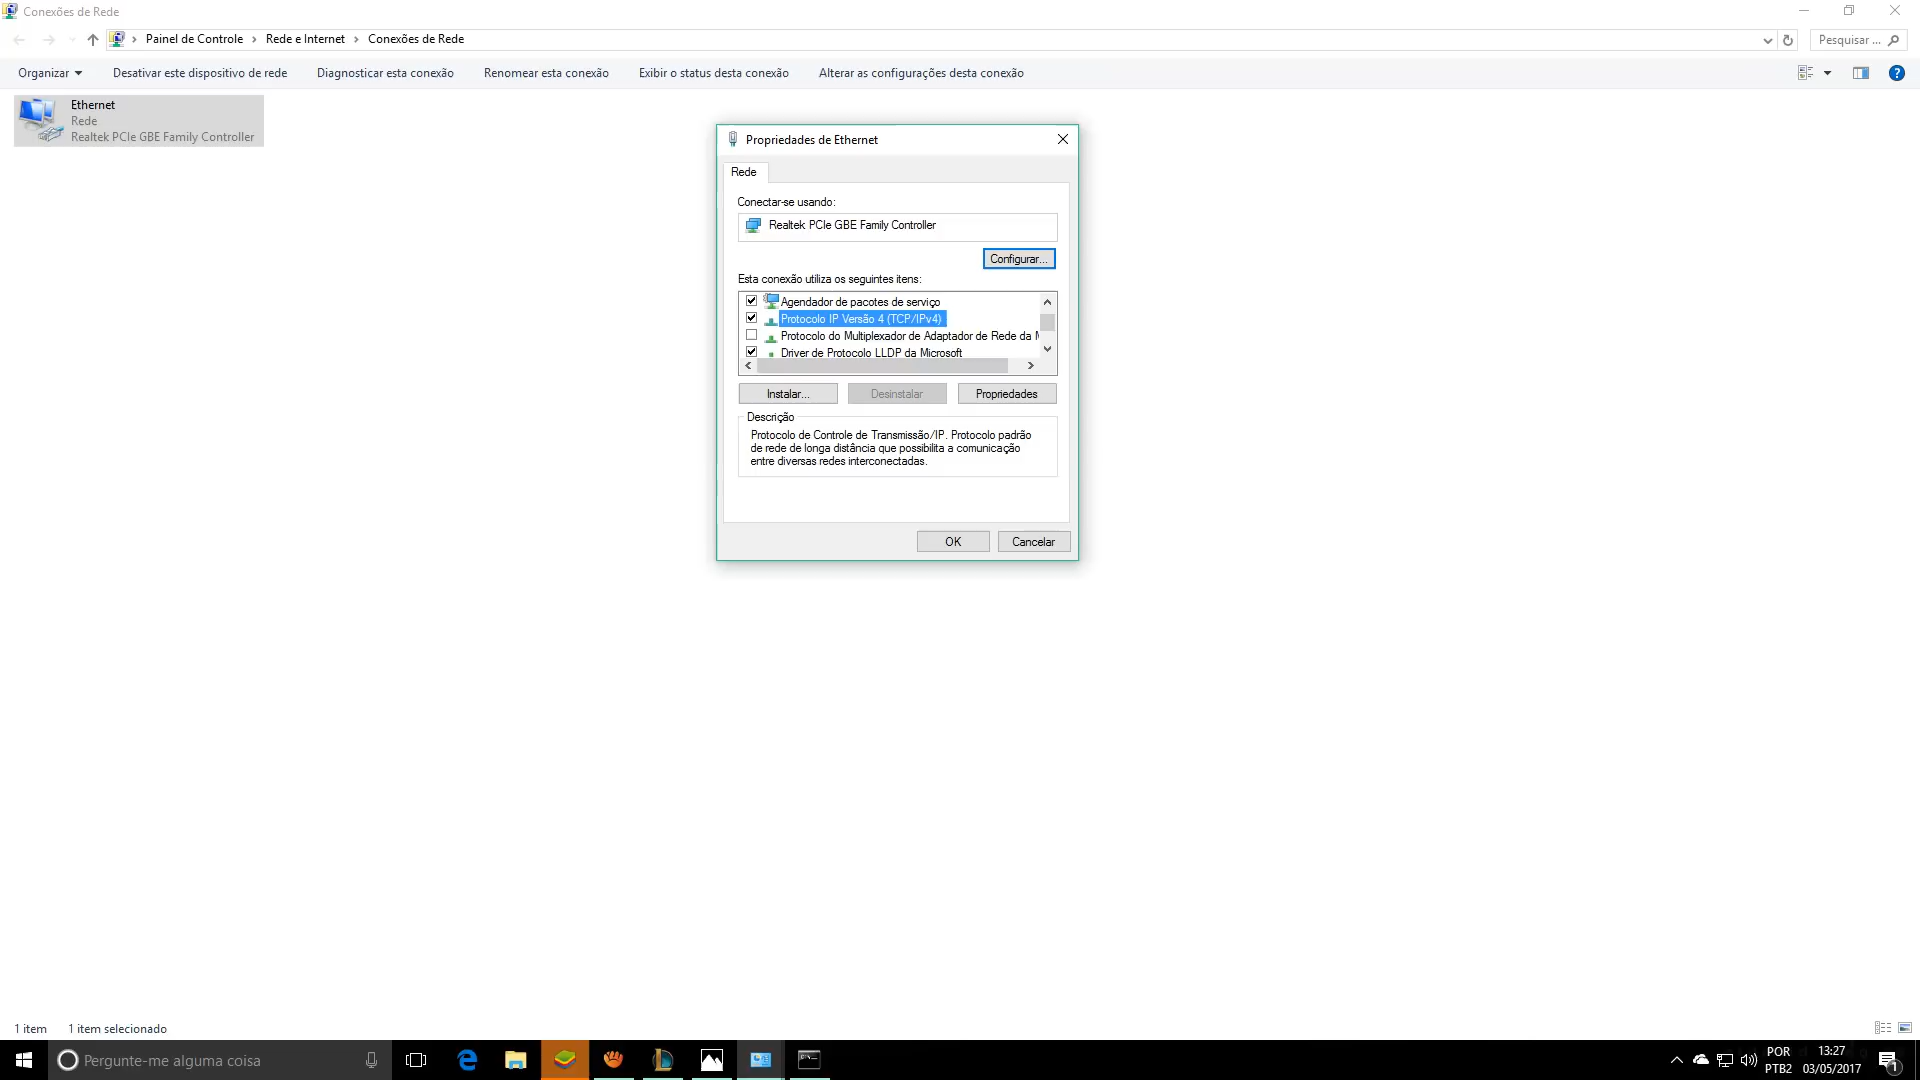 Conexões de Rede
Painel de Controle > Rede e Internet > Conexões de Rede
Pesquisar ...
Organizar
Desativar este dispositivo de rede
Diagnosticar esta conexão
Renomear esta conexão
Exibir o status desta conexão
Alterar as configurações desta conexão
Ethernet
Rede
Realtek PCIe GBE Family Controller
Propriedades de Ethernet
Rede
Conectar-se usando:
Realtek PCIe GBE Family Controller
Configurar...
Esta conexão utiliza os seguintes itens:
Agendador de pacotes de serviço
Protocolo IP Versão 4 (TCP/IPv4)
Protocolo do Multiplexador de Adaptador de Rede da
Driver de Protocolo LLDP da Microsoft
Instalar...
Desinstalar
Propriedades
Descrição
Protocolo de Controle de Transmissão/IP. Protocolo padrão
de rede de longa distância que possibilita a comunicação
entre diversas redes interconectadas.
OK
Cancelar
1 item
1 item selecionado
Pergunte-me alguma coisa
POR
PTB2
13:27
03/05/2017
1